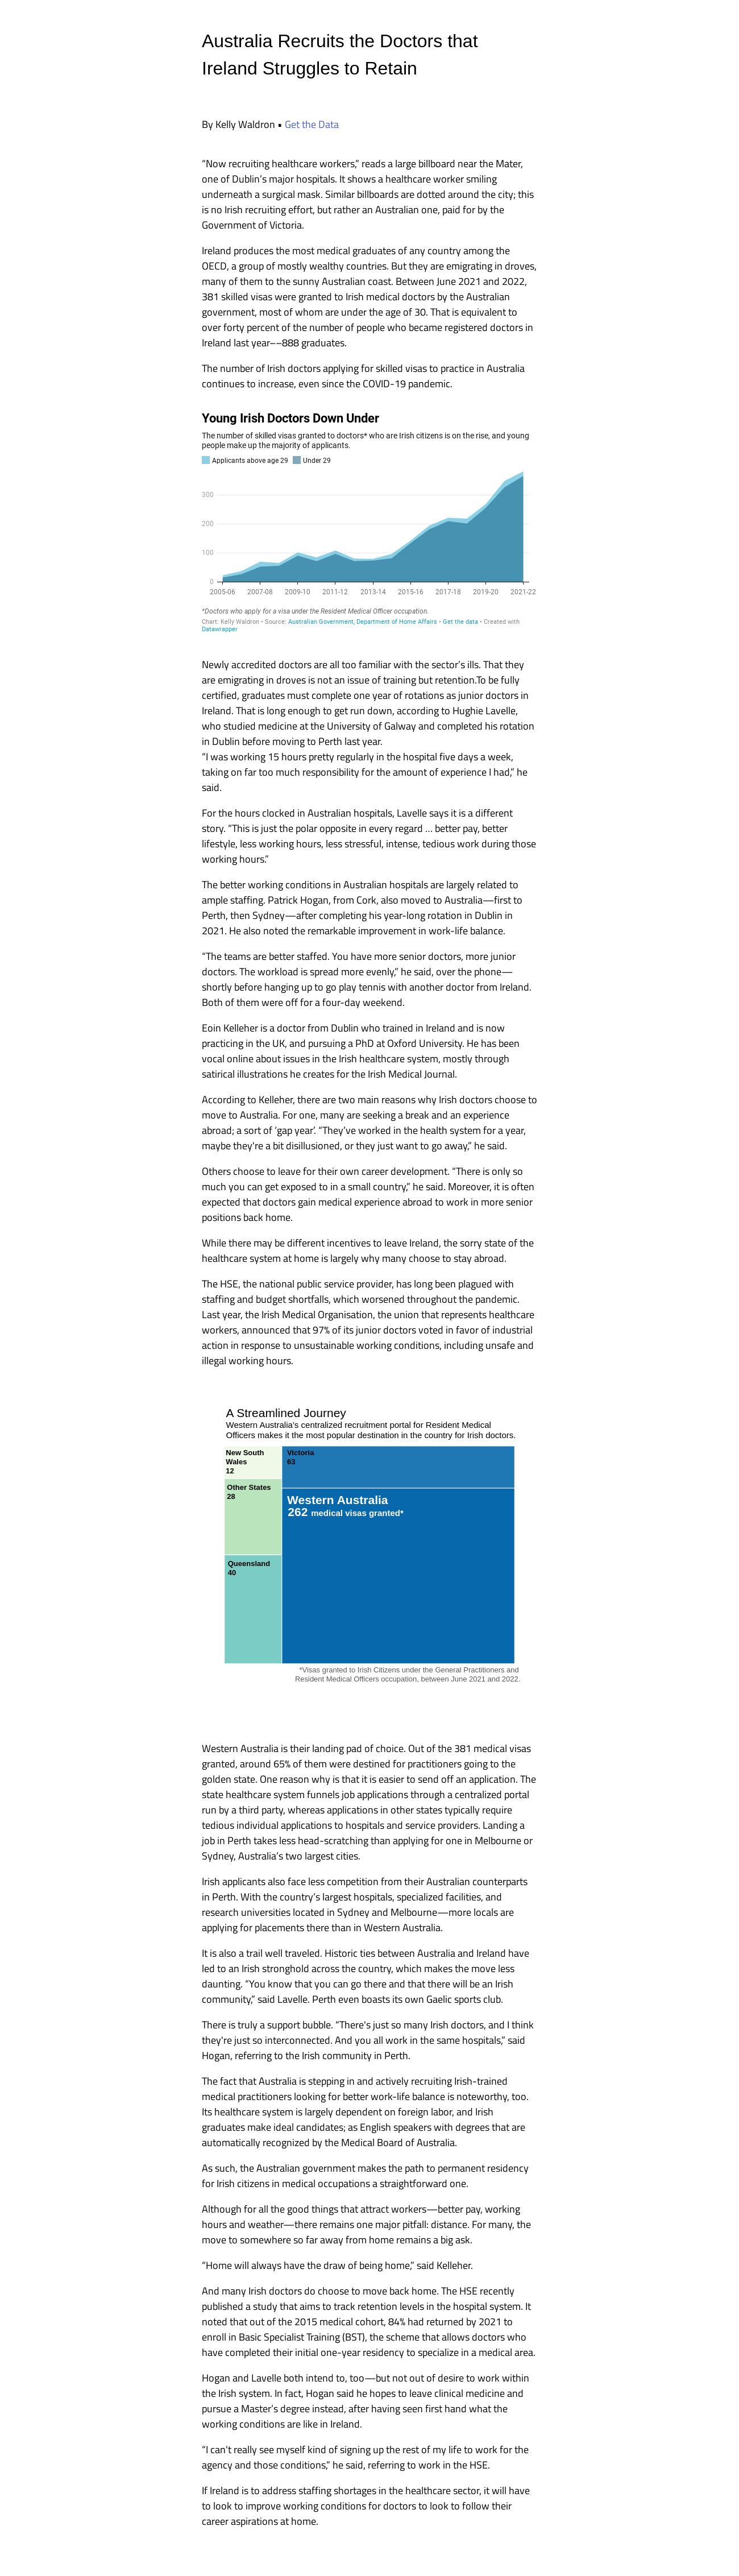 Australia Recruits the Doctors that
Ireland Struggles to Retain
By Kelly Waldron ▪ Get the Data
“Now recruiting healthcare workers,” reads a large billboard near the Mater,
one of Dublin’s major hospitals. It shows a healthcare worker smiling
underneath a surgical mask. Similar billboards are dotted around the city; this
is no Irish recruiting effort, but rather an Australian one, paid for by the
Government of Victoria.
Ireland produces the most medical graduates of any country among the
OECD, a group of mostly wealthy countries. But they are emigrating in droves,
many of them to the sunny Australian coast. Between June 2021 and 2022,
381 skilled visas were granted to Irish medical doctors by the Australian
government, most of whom are under the age of 30. That is equivalent to
over forty percent of the number of people who became registered doctors in
Ireland last year––888 graduates.
The number of Irish doctors applying for skilled visas to practice in Australia
continues to increase, even since the COVID-19 pandemic.
Young Irish Doctors Down Under
The number of skilled visas granted to doctors* who are Irish citizens is on the rise, and young
people make up the majority of applicants.
Applicants above age 29 Under 29
300
200
100
0
2005-06 2007-08 2009-10 2011-12 2013-14 2015-16 2017-18 2019-20 2021-22
*Doctors who apply for a visa under the Resident Medical Officer occupation.
Chart: Kelly Waldron • Source: Australian Government, Department of Home Affairs • Get the data • Created with
Datawrapper
Newly accredited doctors are all too familiar with the sector’s ills. That they
are emigrating in droves is not an issue of training but retention.To be fully
certified, graduates must complete one year of rotations as junior doctors in
Ireland. That is long enough to get run down, according to Hughie Lavelle,
who studied medicine at the University of Galway and completed his rotation
in Dublin before moving to Perth last year.
“I was working 15 hours pretty regularly in the hospital five days a week,
taking on far too much responsibility for the amount of experience I had,” he
said.
For the hours clocked in Australian hospitals, Lavelle says it is a different
story. “This is just the polar opposite in every regard ... better pay, better
lifestyle, less working hours, less stressful, intense, tedious work during those
working hours.”
The better working conditions in Australian hospitals are largely related to
ample staffing. Patrick Hogan, from Cork, also moved to Australia—first to
Perth, then Sydney—after completing his year-long rotation in Dublin in
2021. He also noted the remarkable improvement in work-life balance.
“The teams are better staffed. You have more senior doctors, more junior
doctors. The workload is spread more evenly,” he said, over the phone—
shortly before hanging up to go play tennis with another doctor from Ireland.
Both of them were off for a four-day weekend.
Eoin Kelleher is a doctor from Dublin who trained in Ireland and is now
practicing in the UK, and pursuing a PhD at Oxford University. He has been
vocal online about issues in the Irish healthcare system, mostly through
satirical illustrations he creates for the Irish Medical Journal.
According to Kelleher, there are two main reasons why Irish doctors choose to
move to Australia. For one, many are seeking a break and an experience
abroad; a sort of ‘gap year’. “They’ve worked in the health system for a year,
maybe they’re a bit disillusioned, or they just want to go away,” he said.
Others choose to leave for their own career development. “There is only so
much you can get exposed to in a small country,” he said. Moreover, it is often
expected that doctors gain medical experience abroad to work in more senior
positions back home.
While there may be different incentives to leave Ireland, the sorry state of the
healthcare system at home is largely why many choose to stay abroad.
The HSE, the national public service provider, has long been plagued with
staffing and budget shortfalls, which worsened throughout the pandemic.
Last year, the Irish Medical Organisation, the union that represents healthcare
workers, announced that 97% of its junior doctors voted in favor of industrial
action in response to unsustainable working conditions, including unsafe and
illegal working hours.
A Streamlined Journey
Western Australia's centralized recruitment portal for Resident Medical
Officers makes it the most popular destination in the country for Irish doctors.
New South
Wales
12
Victoria
63
Other States
28
Western Australia
262 medical visas granted*
Queensland
40
*Visas granted to Irish Citizens under the General Practitioners and
Resident Medical Officers occupation, between June 2021 and 2022.
Western Australia is their landing pad of choice. Out of the 381 medical visas
granted, around 65% of them were destined for practitioners going to the
golden state. One reason why is that it is easier to send off an application. The
state healthcare system funnels job applications through a centralized portal
run by a third party, whereas applications in other states typically require
tedious individual applications to hospitals and service providers. Landing a
job in Perth takes less head-scratching than applying for one in Melbourne or
Sydney, Australia’s two largest cities.
Irish applicants also face less competition from their Australian counterparts
in Perth. With the country’s largest hospitals, specialized facilities, and
research universities located in Sydney and Melbourne—more locals are
applying for placements there than in Western Australia.
It is also a trail well traveled. Historic ties between Australia and Ireland have
led to an Irish stronghold across the country, which makes the move less
daunting. “You know that you can go there and that there will be an Irish
community,” said Lavelle. Perth even boasts its own Gaelic sports club.
There is truly a support bubble. “There’s just so many Irish doctors, and I think
they’re just so interconnected. And you all work in the same hospitals,” said
Hogan, referring to the Irish community in Perth.
The fact that Australia is stepping in and actively recruiting Irish-trained
medical practitioners looking for better work-life balance is noteworthy, too.
Its healthcare system is largely dependent on foreign labor, and Irish
graduates make ideal candidates; as English speakers with degrees that are
automatically recognized by the Medical Board of Australia.
As such, the Australian government makes the path to permanent residency
for Irish citizens in medical occupations a straightforward one.
Although for all the good things that attract workers—better pay, working
hours and weather—there remains one major pitfall: distance. For many, the
move to somewhere so far away from home remains a big ask.
“Home will always have the draw of being home,” said Kelleher.
And many Irish doctors do choose to move back home. The HSE recently
published a study that aims to track retention levels in the hospital system. It
noted that out of the 2015 medical cohort, 84% had returned by 2021 to
enroll in Basic Specialist Training (BST), the scheme that allows doctors who
have completed their initial one-year residency to specialize in a medical area.
Hogan and Lavelle both intend to, too—but not out of desire to work within
the Irish system. In fact, Hogan said he hopes to leave clinical medicine and
pursue a Master’s degree instead, after having seen first hand what the
working conditions are like in Ireland.
“I can’t really see myself kind of signing up the rest of my life to work for the
agency and those conditions,” he said, referring to work in the HSE.
If Ireland is to address staffing shortages in the healthcare sector, it will have
to look to improve working conditions for doctors to look to follow their
career aspirations at home.